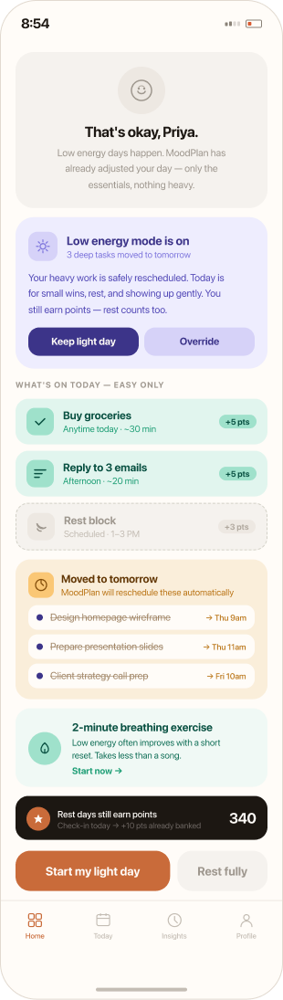 8:54
That's okay, Priya.
Low energy days happen. MoodPlan has
already adjusted your day — only the
essentials, nothing heavy.
Low energy mode is on
3 deep tasks moved to tomorrow
Your heavy work is safely rescheduled. Today is
for small wins, rest, and showing up gently. You
still earn points — rest counts too.
Keep light day
Override
WHAT'S ON TODAY — EASY ONLY
Buy groceries
Anytime today · ~30 min
+5 pts
Reply to 3 emails
Afternoon · ~20 min
+5 pts
Rest block
Scheduled · 1–3 PM
+3 pts
Moved to tomorrow
MoodPlan will reschedule these automatically
Design homepage wireframe
→ Thu 9am
Prepare presentation slides
→ Thu 11am
Client strategy call prep
→ Fri 10am
2-minute breathing exercise
Low energy often improves with a short
reset. Takes less than a song.
Start now →
Rest days still earn points
Check-in today → +10 pts already banked
340
Start my light day
Rest fully
Home
Today
Insights
Profile